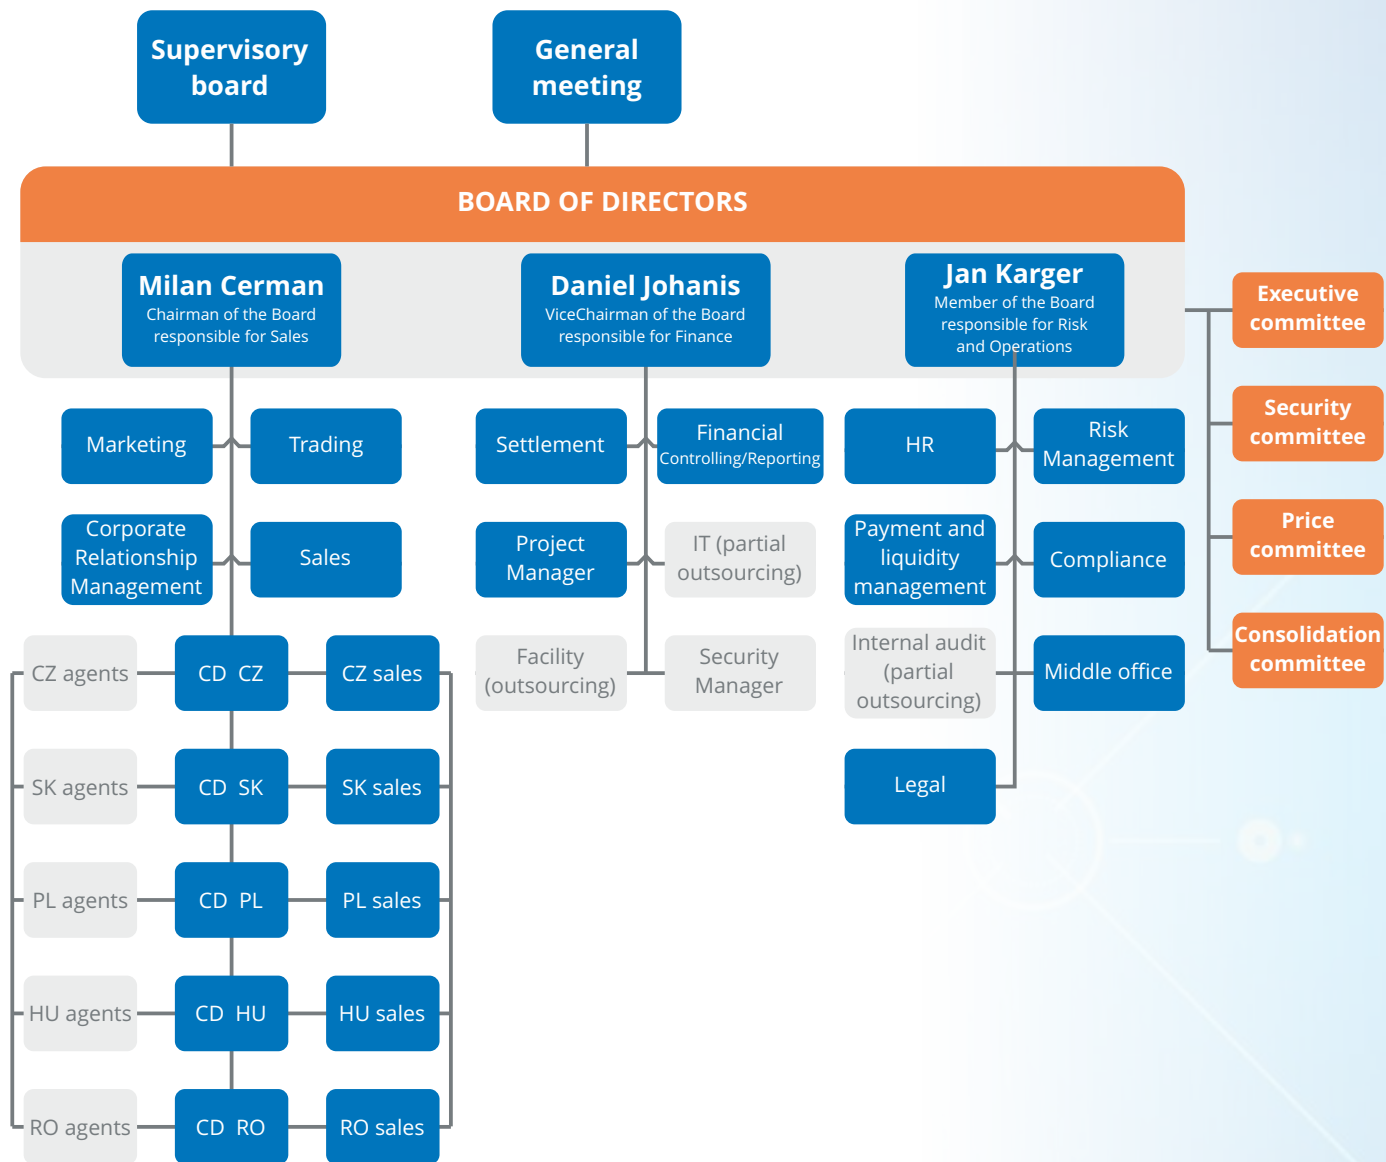 Supervisory
board
General
meeting
BOARD OF DIRECTORS
Milan Cerman
Chairman of the Board
responsible for Sales
Daniel Johanis
ViceChairman of the Board
responsible for Finance
Jan Karger
Member of the Board
responsible for Risk
and Operations
Executive
committee
Security
committee
Price
committee
Consolidation
committee
Marketing
Trading
Corporate
Relationship
Management
Sales
Settlement
Financial
Controlling/Reporting
Project
Manager
IT (partial
outsourcing)
Facility
(outsourcing)
Security
Manager
HR
Risk
Management
Payment and
liquidity
management
Compliance
Internal audit
(partial
outsourcing)
Middle office
Legal
CZ agents
CD CZ
CZ sales
SK agents
CD SK
SK sales
PL agents
CD PL
PL sales
HU agents
CD HU
HU sales
RO agents
CD RO
RO sales